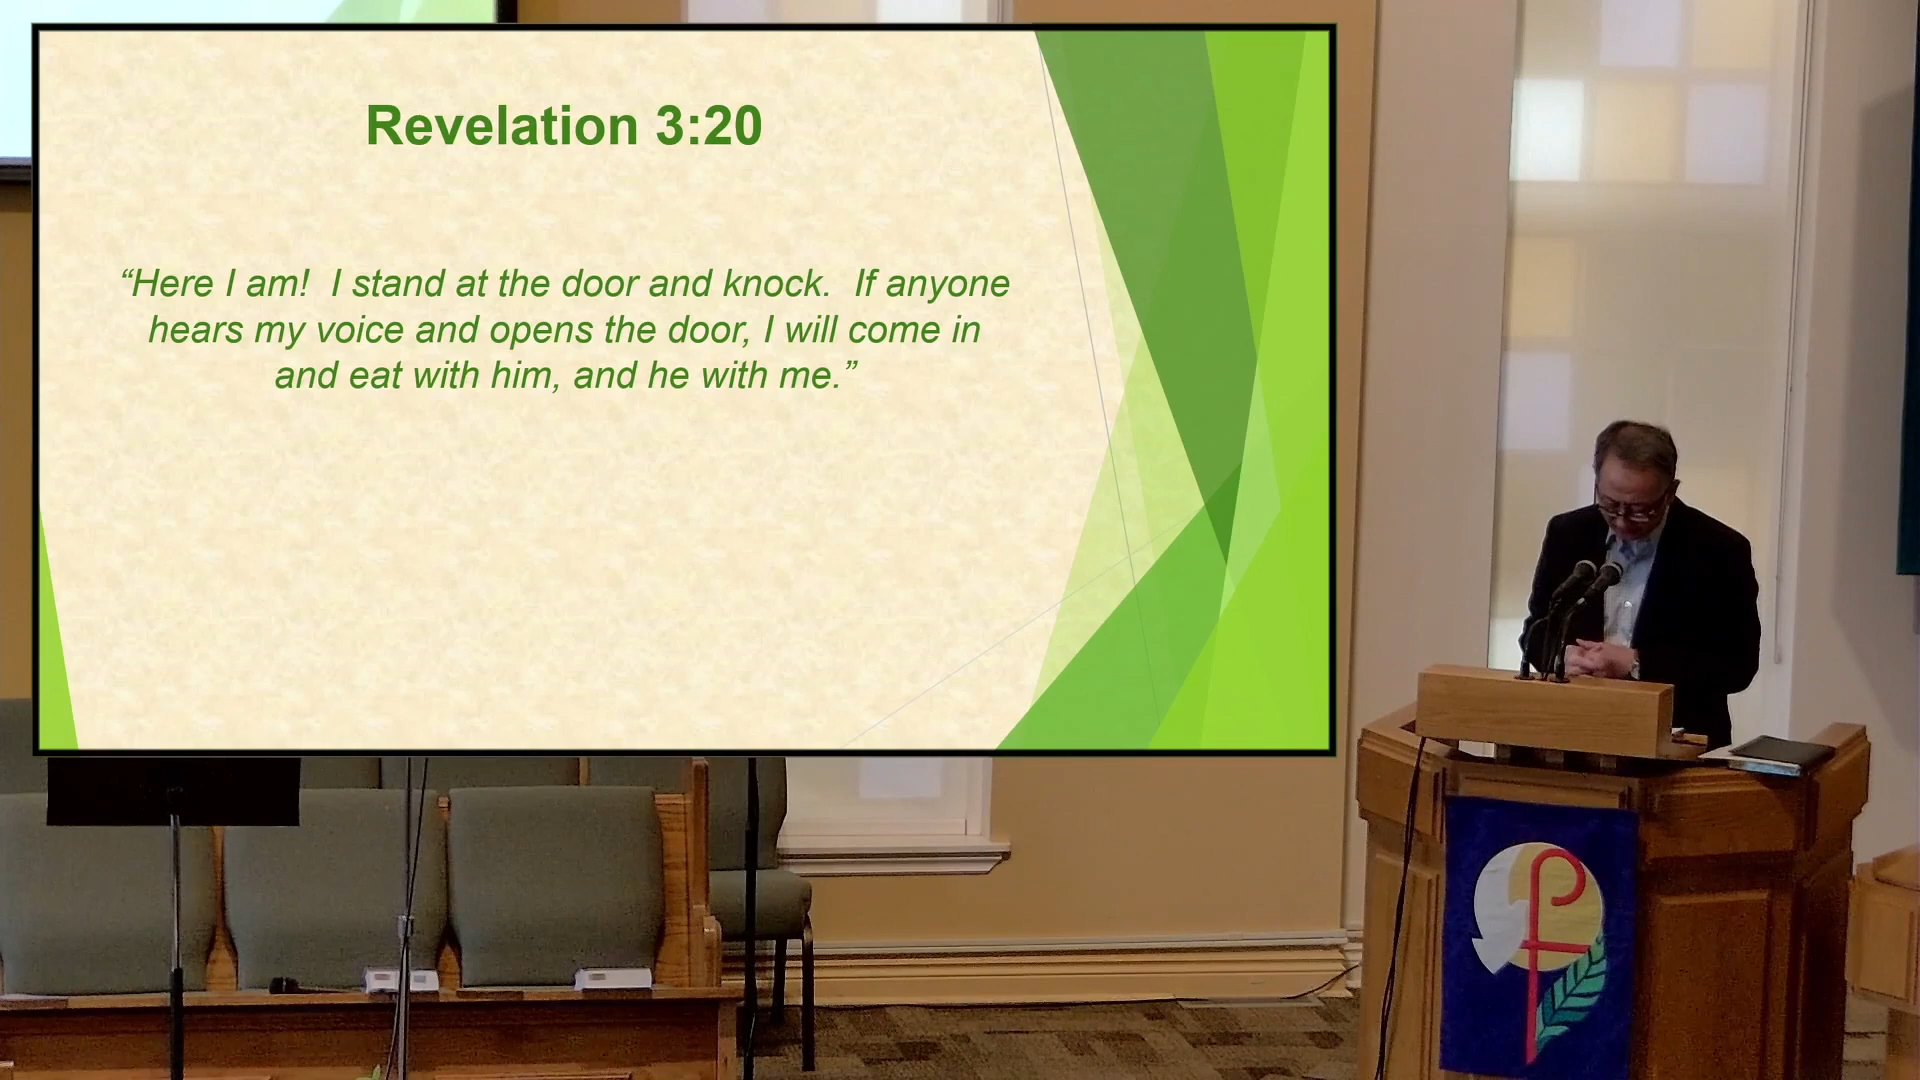 Revelation 3:20
“Here I am!  I stand at the door and knock.  If anyone
hears my voice and opens the door, I will come in
and eat with him, and he with me.”